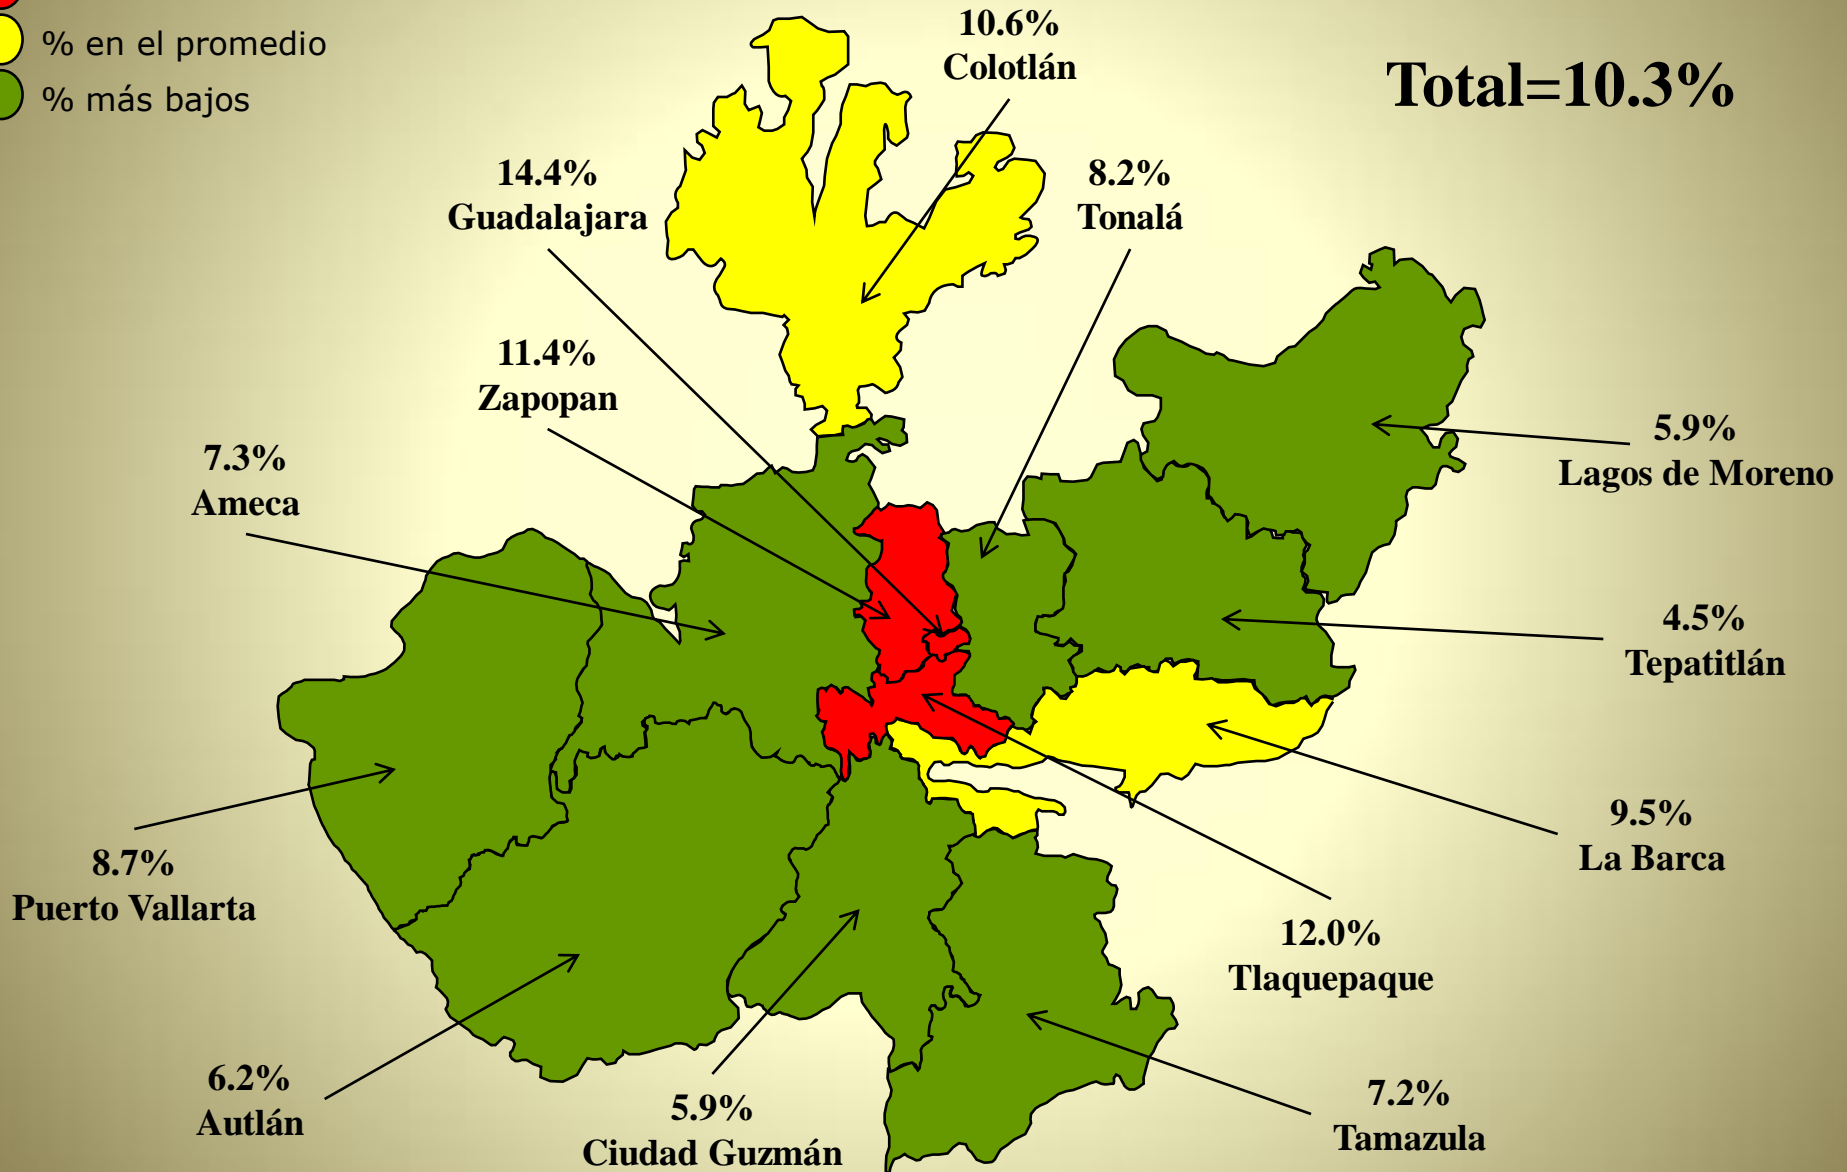 % en el promedio
% más bajos
Total=10.3%
10.6%
Colotlán
14.4%
Guadalajara
8.2%
Tonalá
11.4%
Zapopan
7.3%
Ameca
5.9%
Lagos de Moreno
4.5%
Tepatitlán
9.5%
La Barca
8.7%
Puerto Vallarta
12.0%
Tlaquepaque
6.2%
Autlán
5.9%
Ciudad Guzmán
7.2%
Tamazula